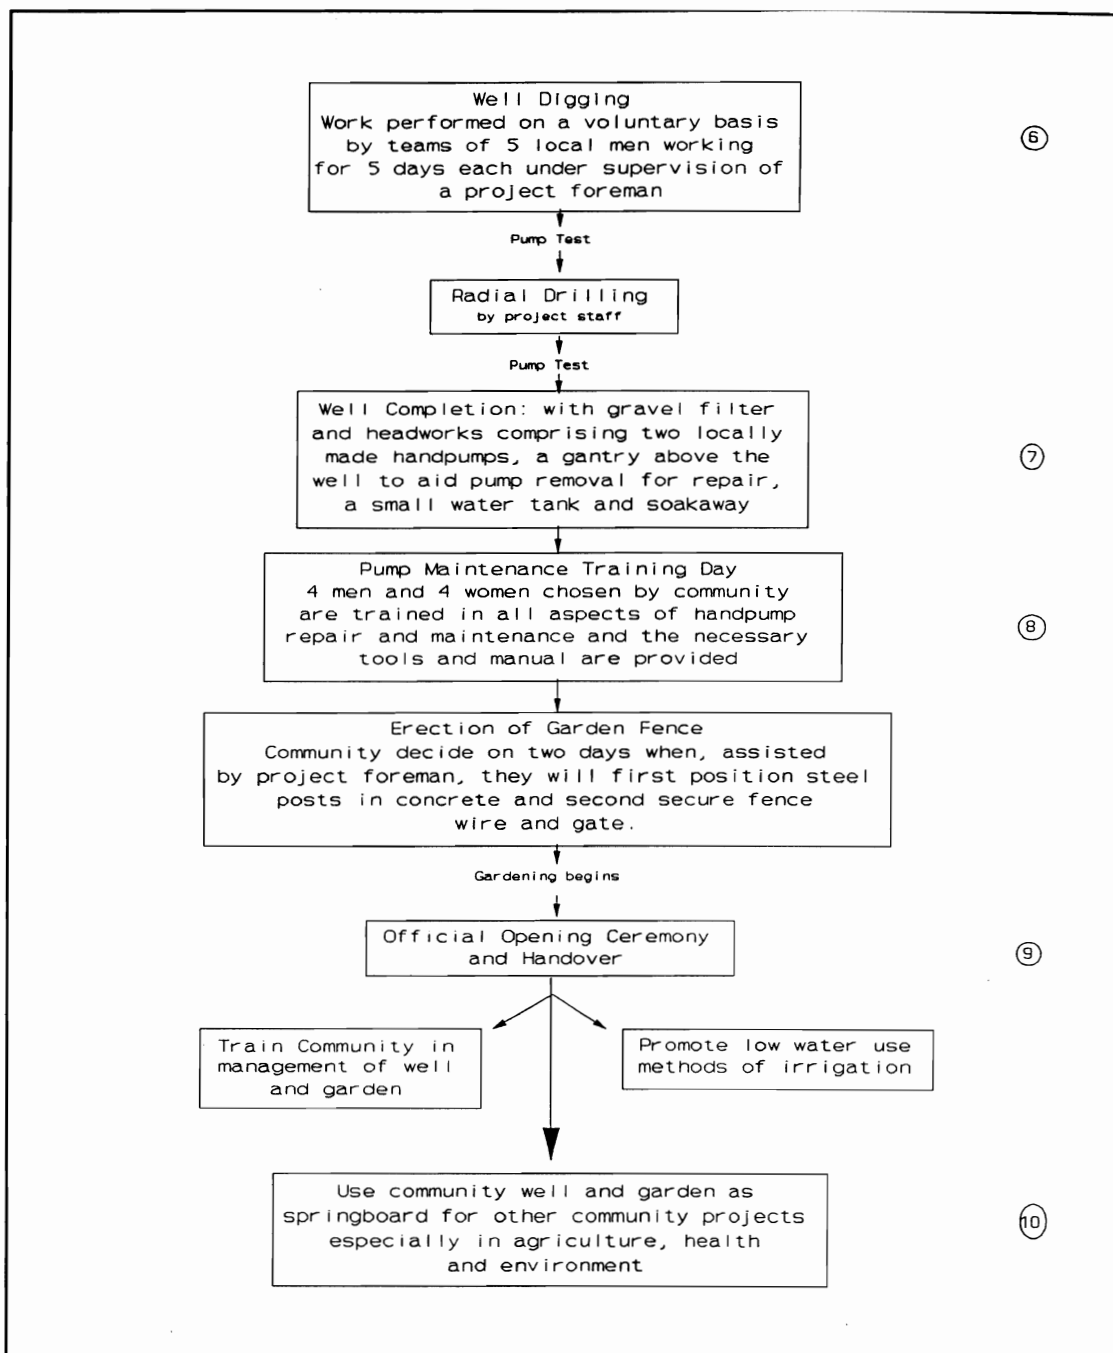 Well Digging
Work performed on a voluntary basis
by teams of 5 local men working
for 5 days each under supervision of
a project foreman
6
Pump Test
Radial Drilling
by project staff
Pump Test
Well Completion: with gravel filter
and headworks comprising two locally
made handpumps, a gantry above the
well to aid pump removal for repair,
a small water tank and soakaway
7
Pump Maintenance Training Day
4 men and 4 women chosen by community
are trained in all aspects of handpump
repair and maintenance and the necessary
tools and manual are provided
8
Erection of Garden Fence
Community decide on two days when, assisted
by project foreman, they will first position steel
posts in concrete and second secure fence
wire and gate.
Gardening begins
Official Opening Ceremony
and Handover
9
Train Community in
management of well
and garden
Promote low water use
methods of irrigation
Use community well and garden as
springboard for other community projects
especially in agriculture, health
and environment
10